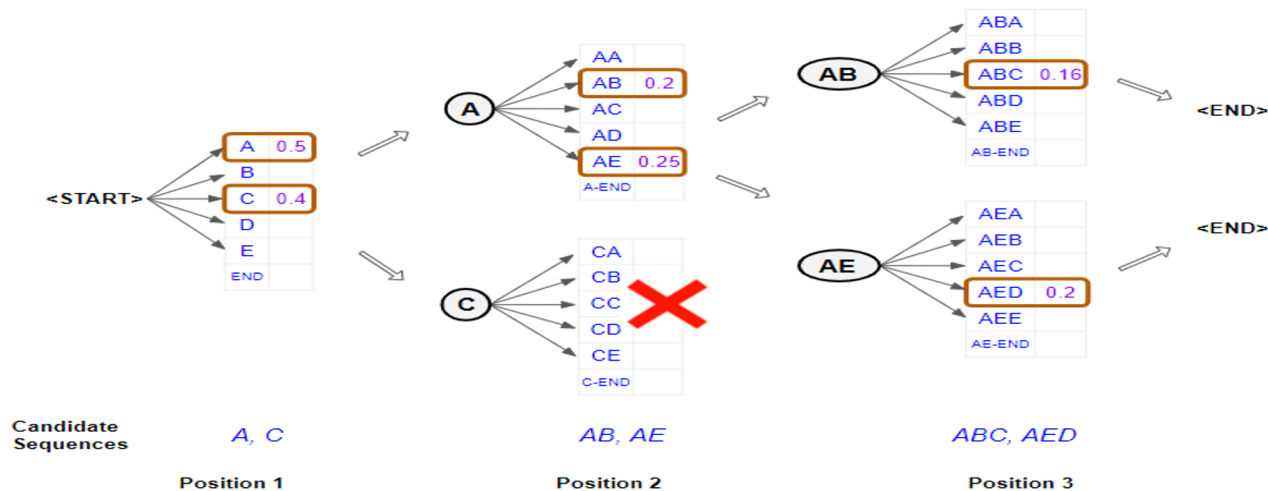 <START>
A 0.5
B
C 0.4
D
E
END
A
AA
AB 0.2
AC
AD
AE 0.25
A-END
C
CA
CB
CC
CD
CE
C-END
AB
ABA
ABB
ABC 0.16
ABD
ABE
AB-END
<END>
AE
AEA
AEB
AEC
AED 0.2
AEE
AE-END
<END>
Candidate
Sequences
A, C
AB, AE
ABC, AED
Position 1
Position 2
Position 3